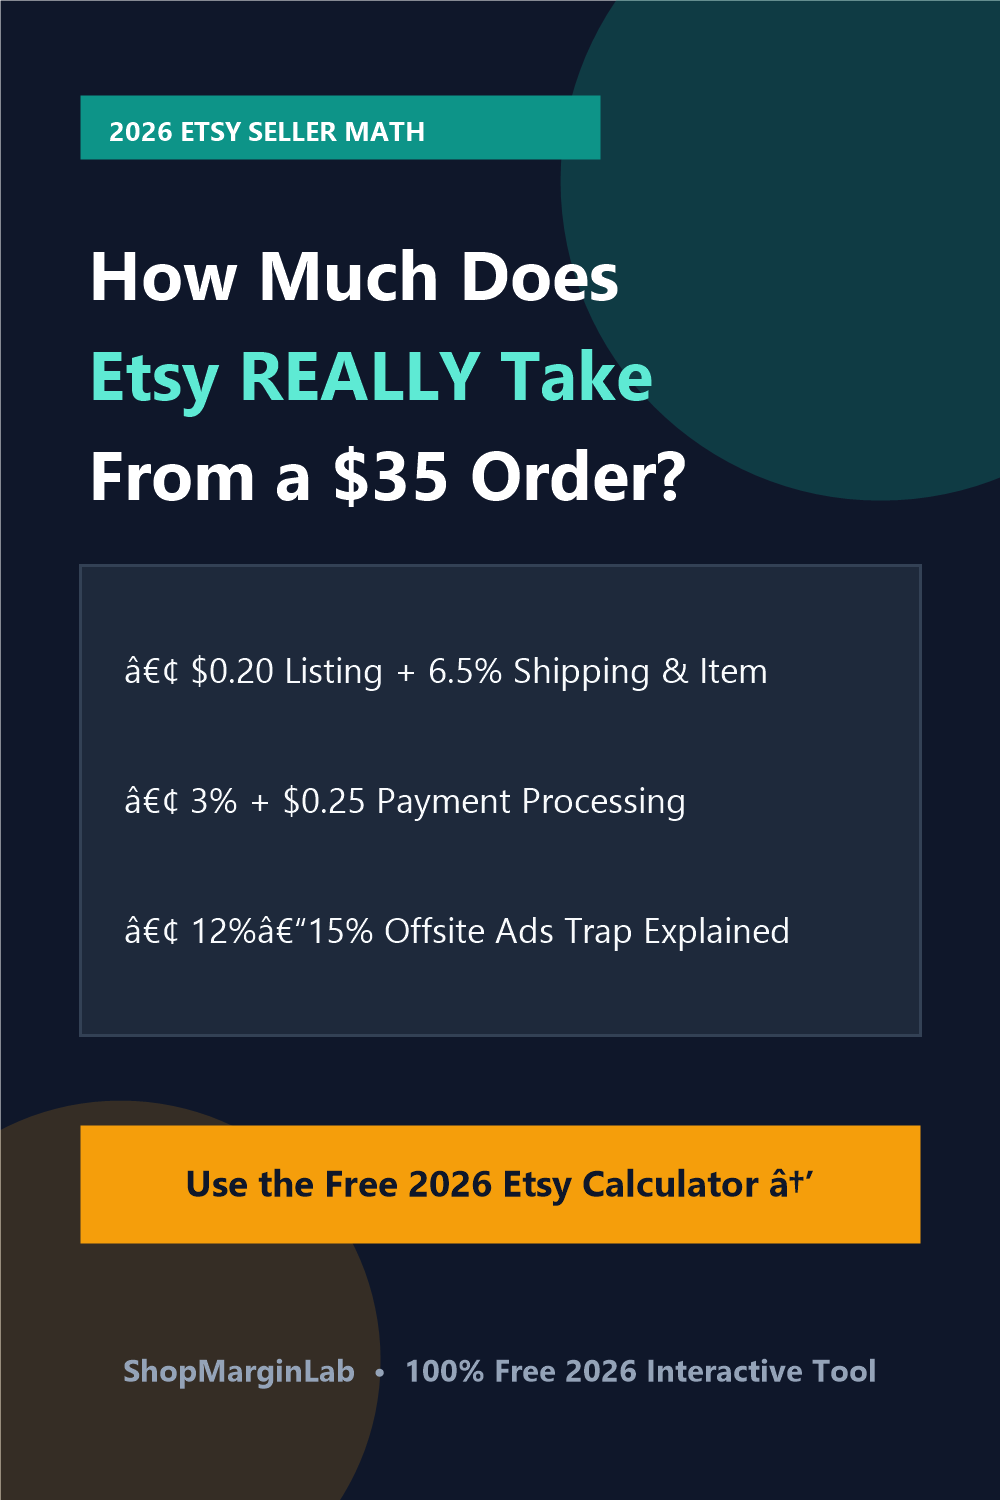 2026 ETSY SELLER MATH
How Much Does
Etsy REALLY Take
From a $35 Order?
â€¢ $0.20 Listing + 6.5% Shipping & Item
â€¢ 3% + $0.25 Payment Processing
â€¢ 12%â€“15% Offsite Ads Trap Explained
Use the Free 2026 Etsy Calculator â†’
ShopMarginLab • 100% Free 2026 Interactive Tool